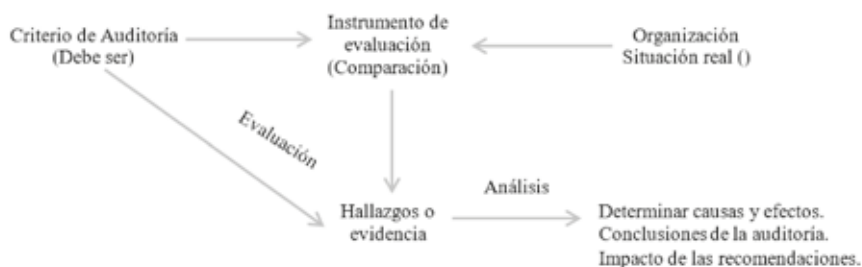 Criterio de Auditoría
(Debe ser)
Instrumento de
evaluación
(Comparación)
Organización
Situación real ()
Evaluación
Hallazgos o
evidencia
Análisis
Determinar causas y efectos.
Conclusiones de la auditoría.
Impacto de las recomendaciones.